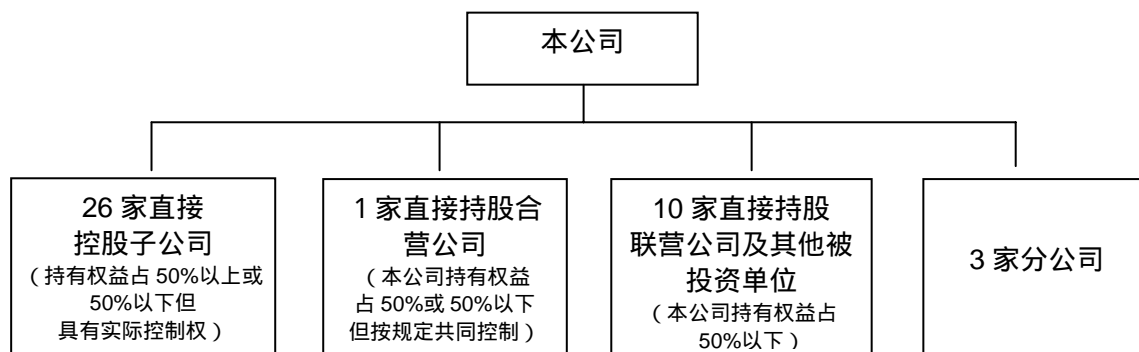 本公司
26 家直接
控股子公司
（持有权益占 50%以上或
50%以下但
具有实际控制权）
1 家直接持股合
营公司
（本公司持有权益
占 50%或 50%以下
但按规定共同控制）
10 家直接持股
联营公司及其他被
投资单位
（本公司持有权益占
50%以下）
3 家分公司